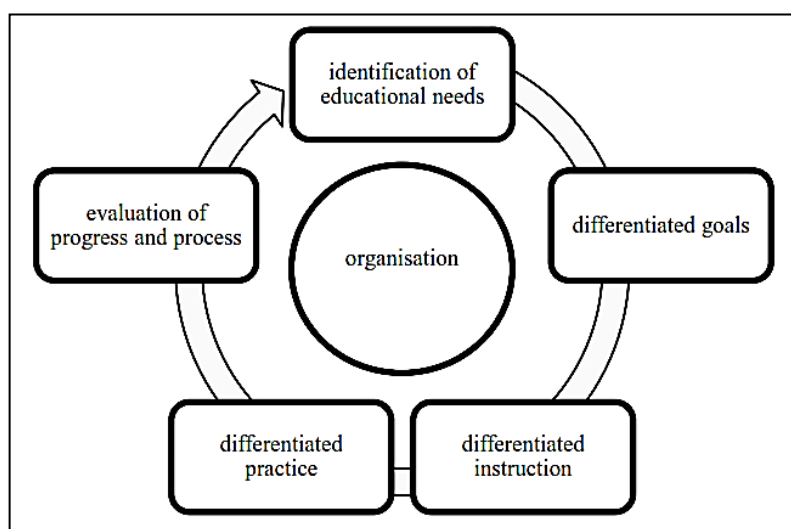 identification of
educational needs
differentiated goals
differentiated
instruction
differentiated
practice
evaluation of
progress and process
organisation